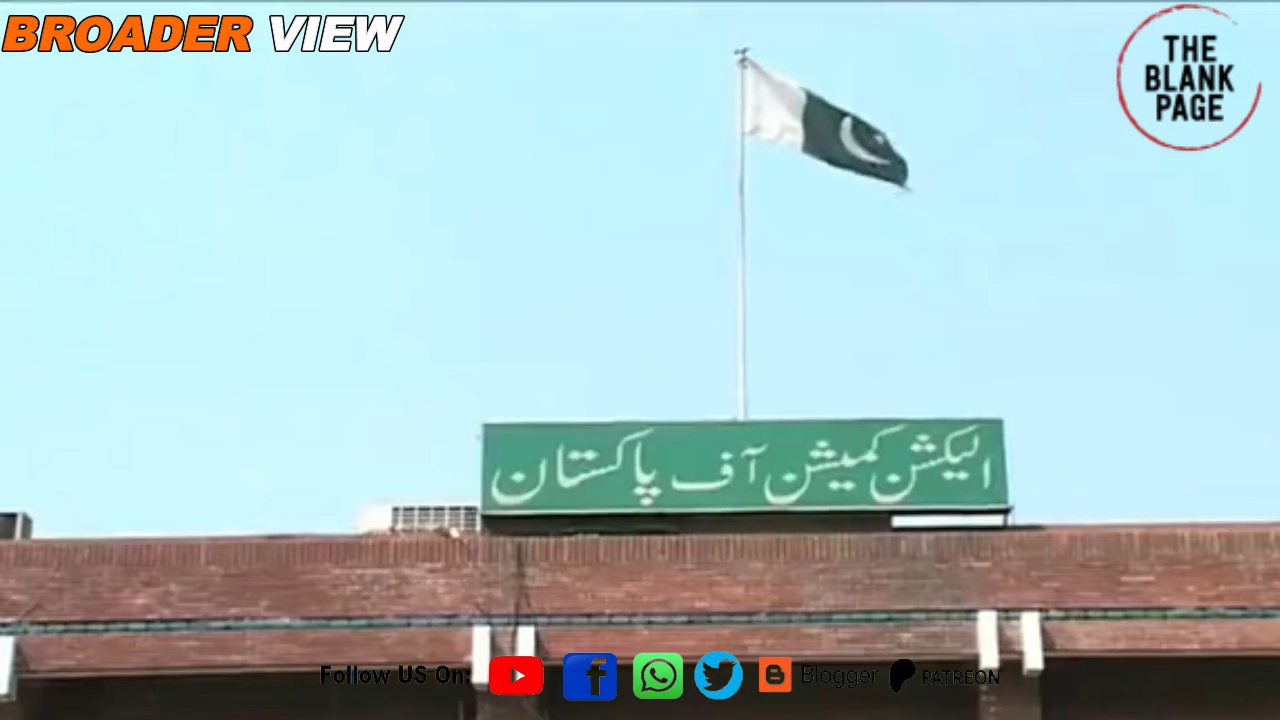 BROADER VIEW
THE
BLANK
PAGE
الیکشن کمیشن آف پاکستان
Follow US On:
Blogger
PATREON